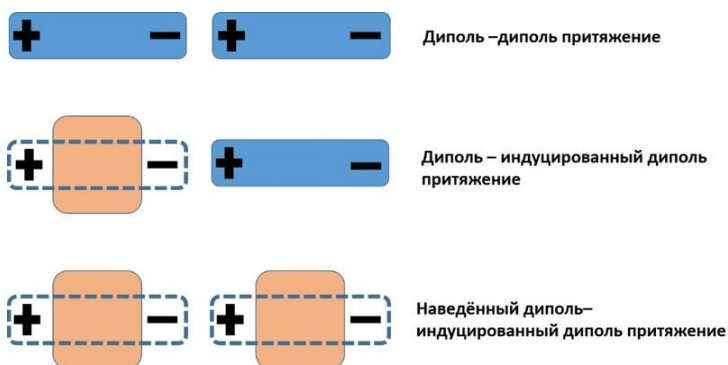 + − + − Диполь –диполь притяжение
+ − + − Диполь – индуцированный диполь
притяжение
+ − + − Наведённый диполь–
индуцированный диполь притяжение